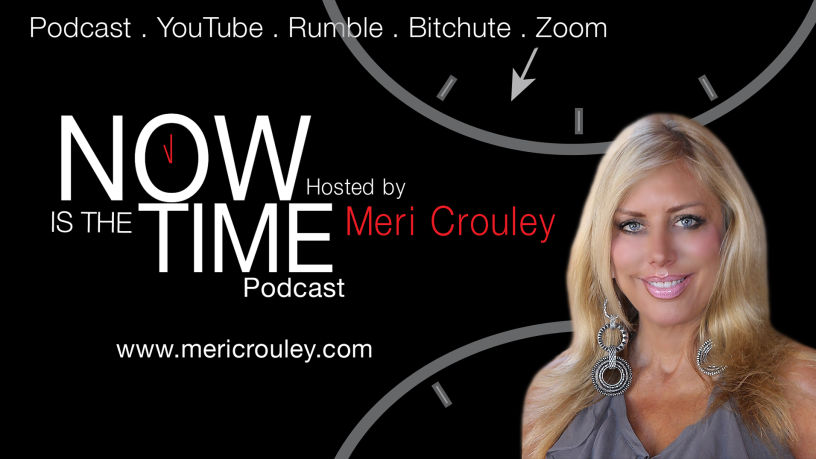 Podcast . YouTube . Rumble . Bitchute . Zoom
NOW
Hosted by
IS THE TIME
Meri Crouley
Podcast
www.mericrouley.com